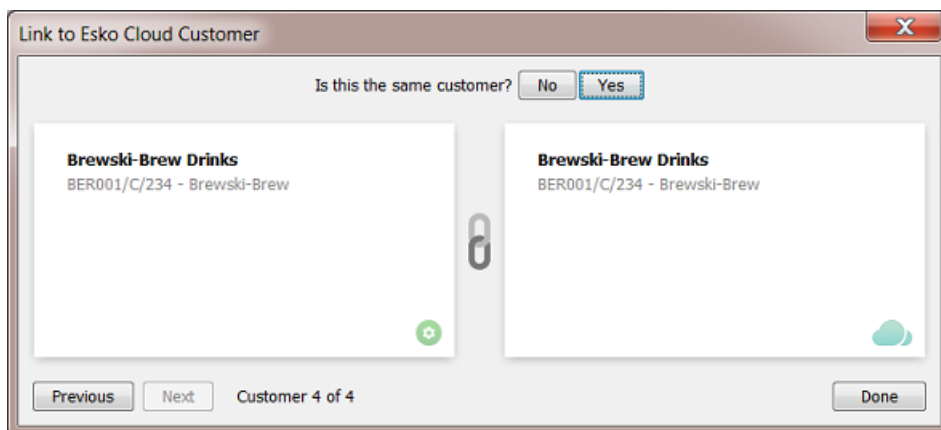 Link to Esko Cloud Customer
Is this the same customer? No Yes
Brewski-Brew Drinks
BER001/C/234 - Brewski-Brew
Brewski-Brew Drinks
BER001/C/234 - Brewski-Brew
Previous Next Customer 4 of 4 Done